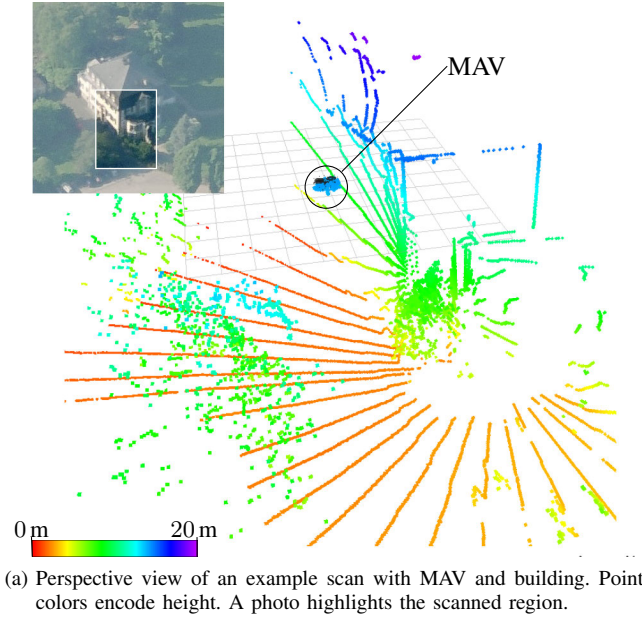 MAV
0 m
20 m
(a) Perspective view of an example scan with MAV and building. Point
colors encode height. A photo highlights the scanned region.